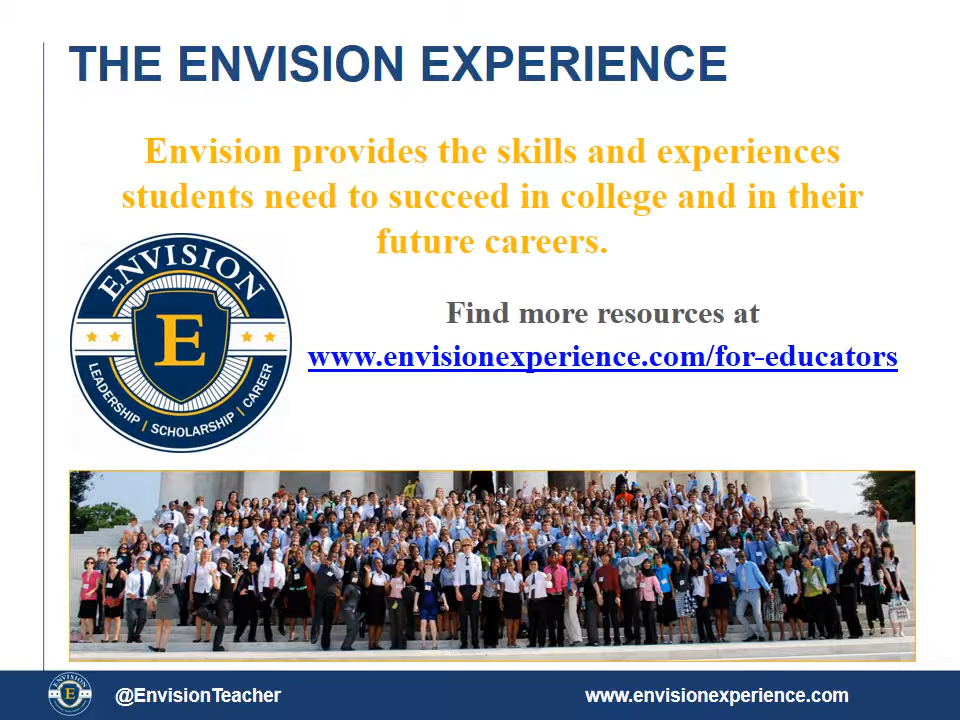 THE ENVISION EXPERIENCE
Envision provides the skills and experiences
students need to succeed in college and in their
future careers.
ENVISION
E
LEADERSHIP | SCHOLARSHIP | CAREER
Find more resources at
www.envisionexperience.com/for-educators
ENVISION
E
@EnvisionTeacher
www.envisionexperience.com